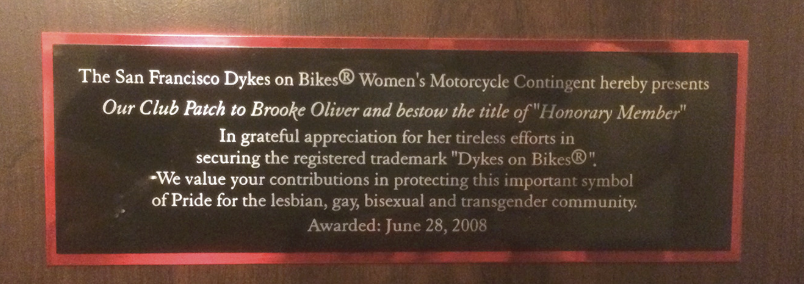 The San Francisco Dykes on Bikes® Women's Motorcycle Contingent hereby presents
Our Club Patch to Brooke Oliver and bestow the title of "Honorary Member"
In grateful appreciation for her tireless efforts in
securing the registered trademark "Dykes on Bikes®".
We value your contributions in protecting this important symbol
of Pride for the lesbian, gay, bisexual and transgender community.
Awarded: June 28, 2008